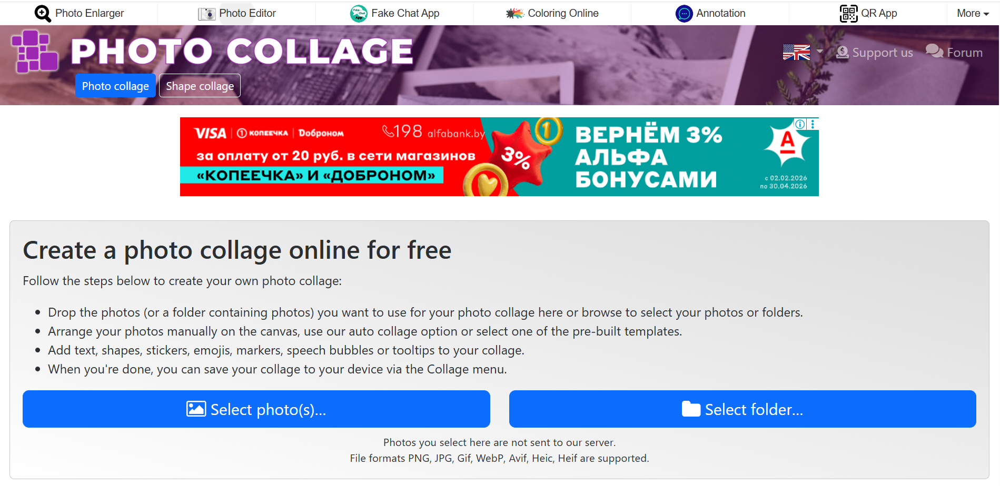 Photo Enlarger
Photo Editor
Fake Chat App
Fake Chat App
Coloring Online
Annotation
QR App
More
PHOTO COLLAGE
Support us
Forum
Photo collage
Shape collage
VISA | 1 КОПЕЕЧКА | Доброном
198 alfabank.by
за оплату от 20 руб. в сети магазинов
«КОПЕЕЧКА» И «ДОБРОНОМ»
3%
1
ВЕРНЁМ 3%
АЛЬФА
БОНУСАМИ
А
с 02.02.2026
по 30.04.2026
Create a photo collage online for free
Follow the steps below to create your own photo collage:
Drop the photos (or a folder containing photos) you want to use for your photo collage here or browse to select your photos or folders.
Arrange your photos manually on the canvas, use our auto collage option or select one of the pre-built templates.
Add text, shapes, stickers, emojis, markers, speech bubbles or tooltips to your collage.
When you're done, you can save your collage to your device via the Collage menu.
Select photo(s)...
Select folder...
Photos you select here are not sent to our server.
File formats PNG, JPG, Gif, WebP, Avif, Heic, Heif are supported.